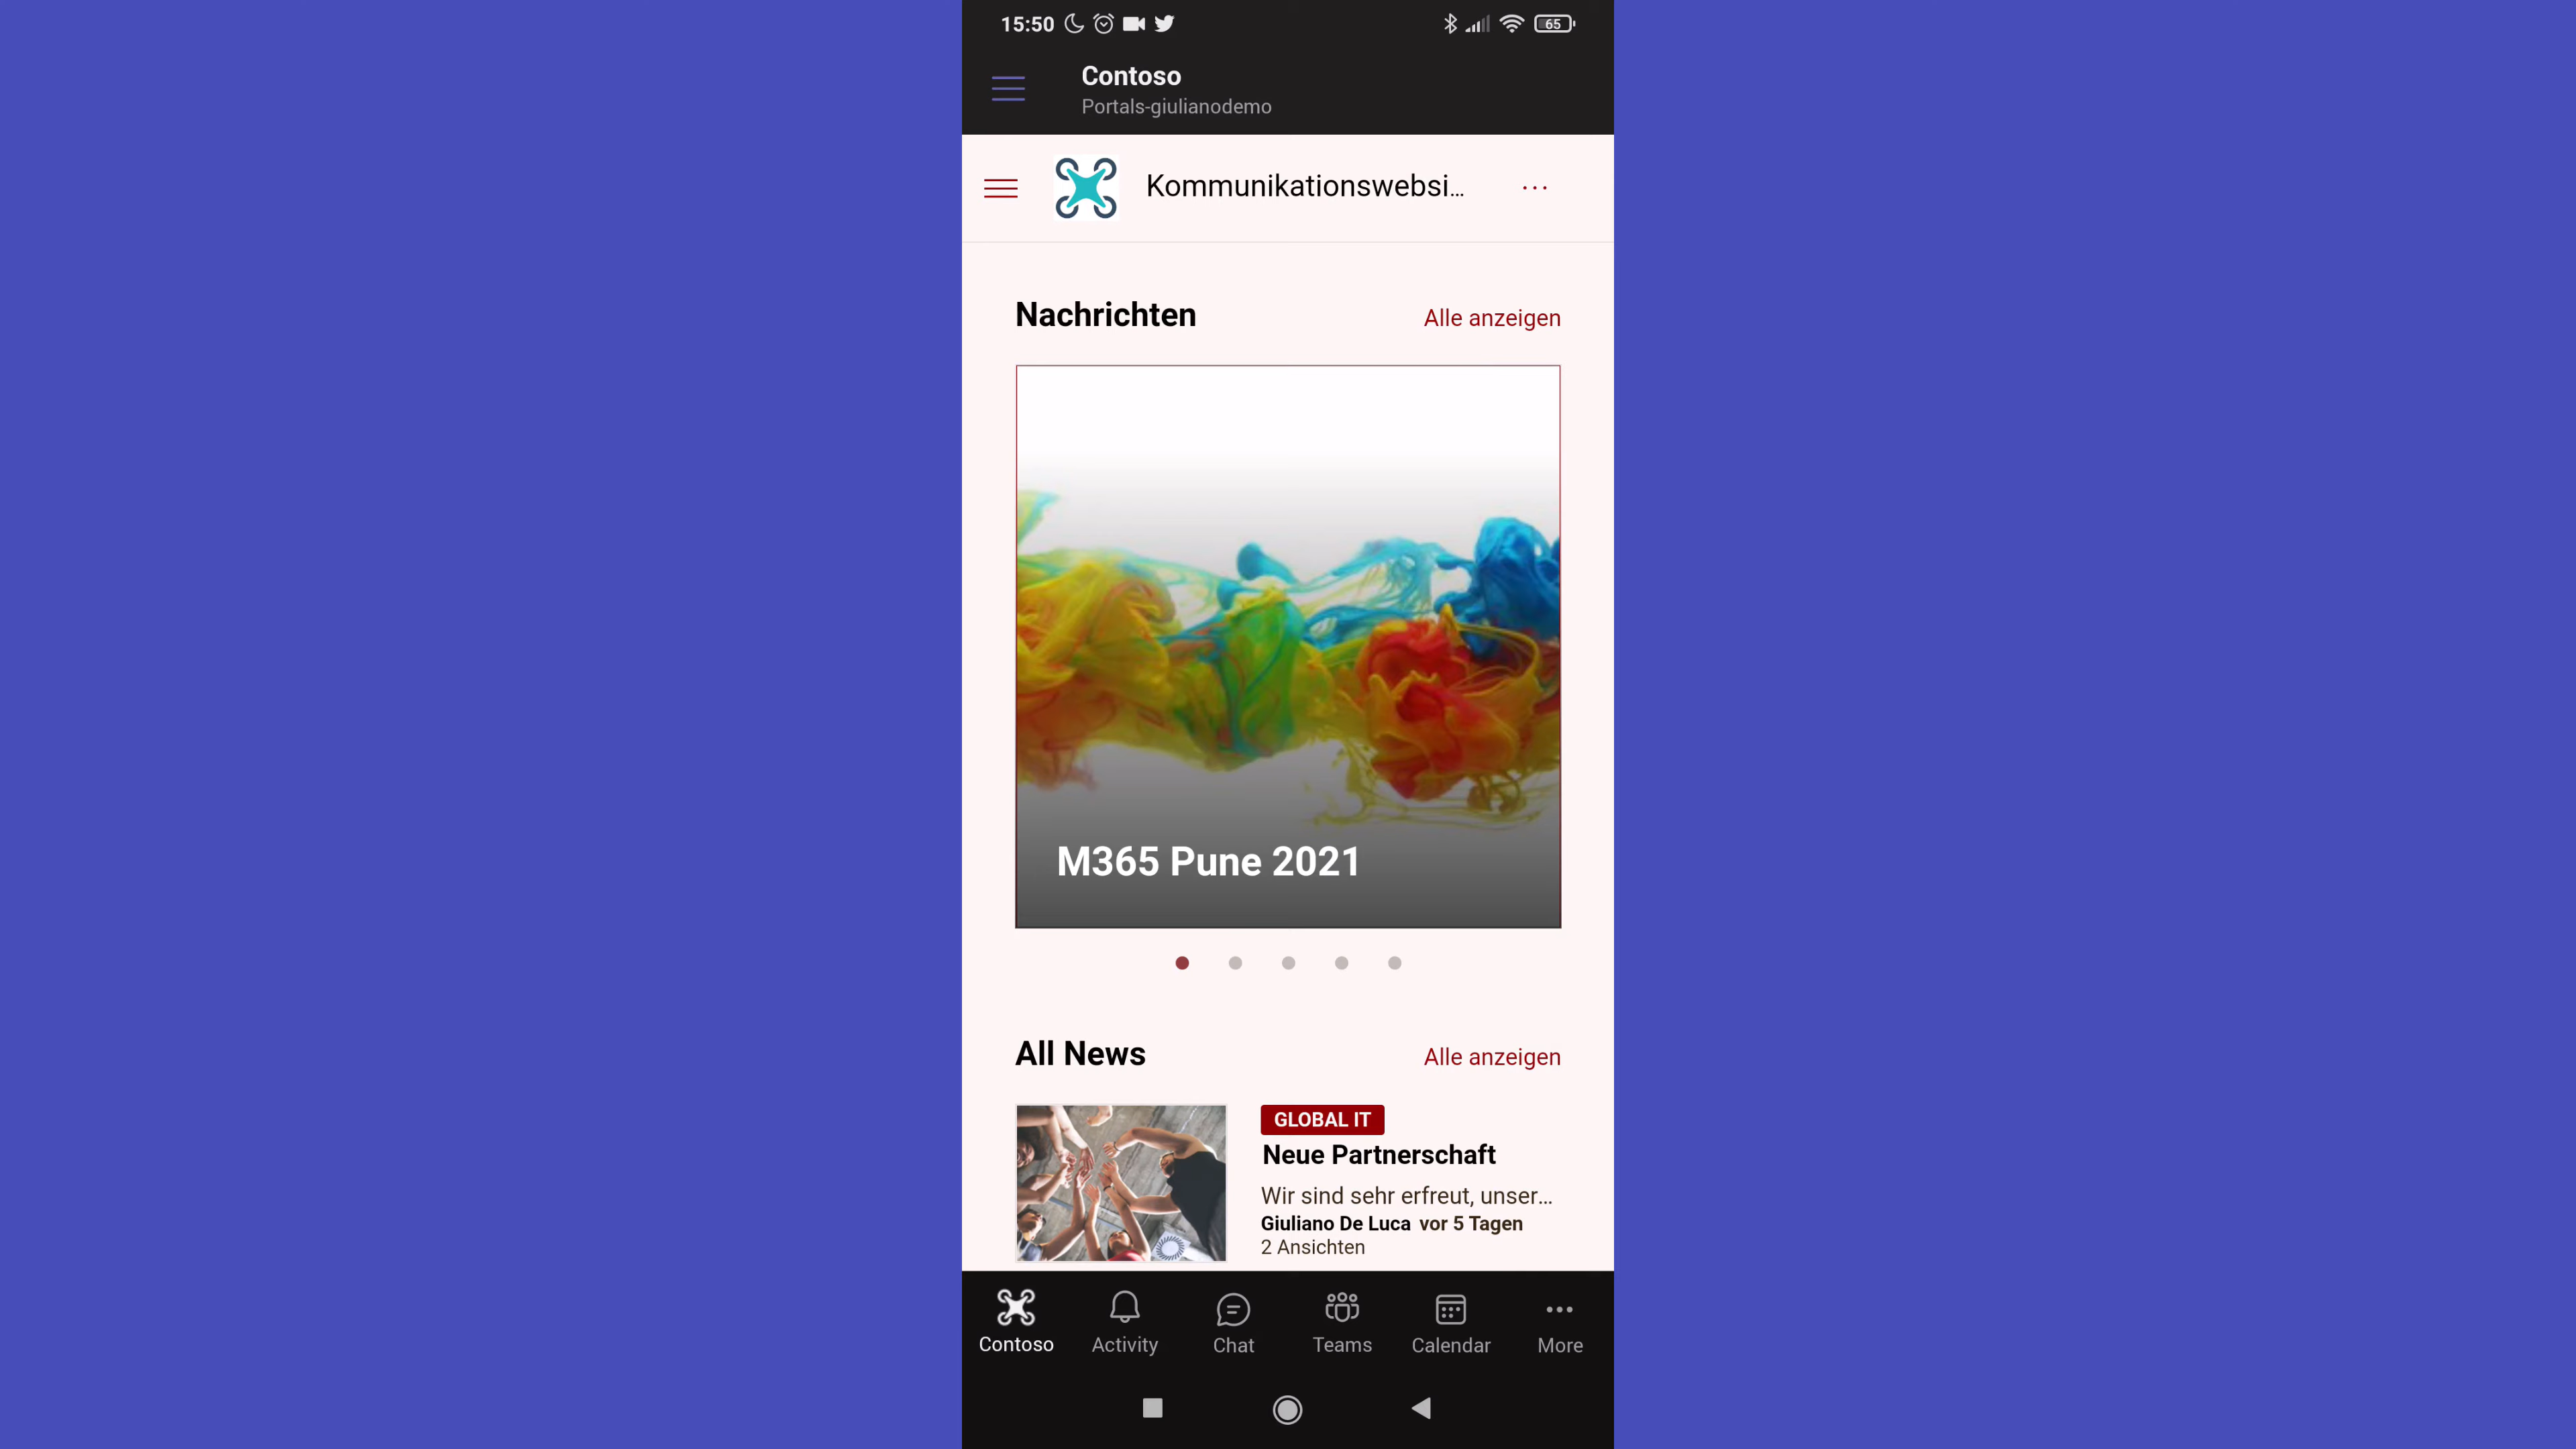 15:50
65
Contoso
Portals-giulianodemo
Kommunikationswebsi...
Nachrichten
Alle anzeigen
M365 Pune 2021
All News
Alle anzeigen
GLOBAL IT
Neue Partnerschaft
Wir sind sehr erfreut, unser...
Giuliano De Luca vor 5 Tagen
2 Ansichten
Contoso
Activity
Chat
Teams
Calendar
More